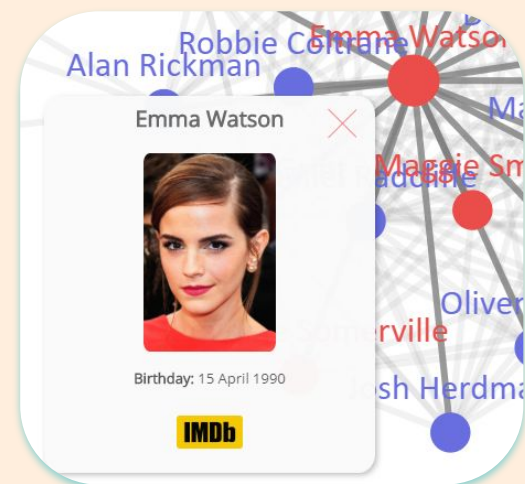 Robbie Coltrane
Emma Watson
Alan Rickman
Emma Watson
Maggie Sm
Radcliffe
Oliver
Somerville
Birthday: 15 April 1990
osh Herdma
IMDb